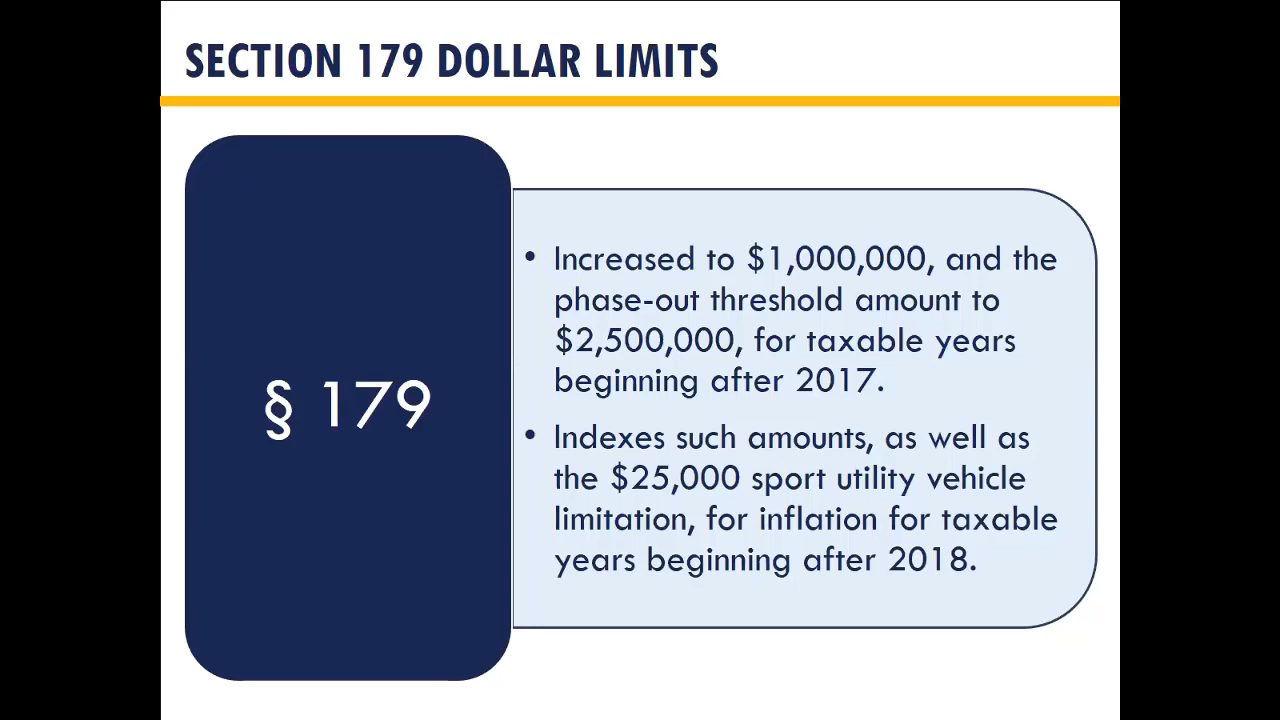 SECTION 179 DOLLAR LIMITS
§ 179
• Increased to $1,000,000, and the
phase-out threshold amount to
$2,500,000, for taxable years
beginning after 2017.
• Indexes such amounts, as well as
the $25,000 sport utility vehicle
limitation, for inflation for taxable
years beginning after 2018.